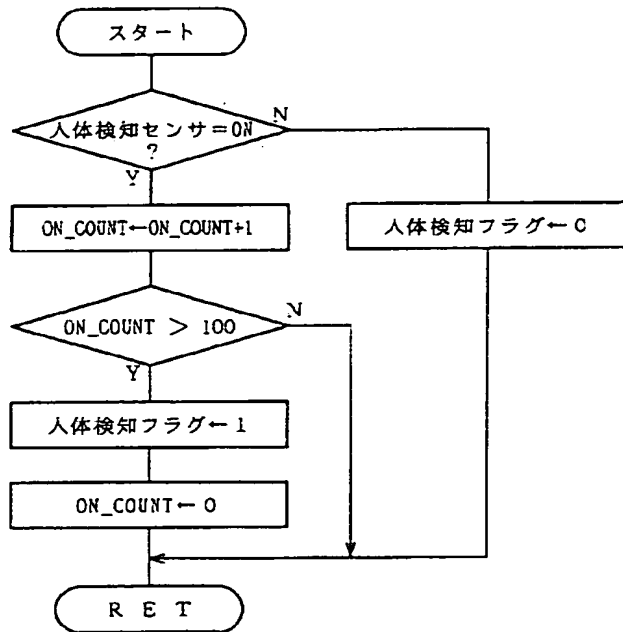 スタート
人体検知センサ=ON
?
N
Y
ON_COUNT←ON_COUNT+1
人体検知フラグ←0
ON_COUNT > 100
N
Y
人体検知フラグ←1
ON_COUNT←0
RET